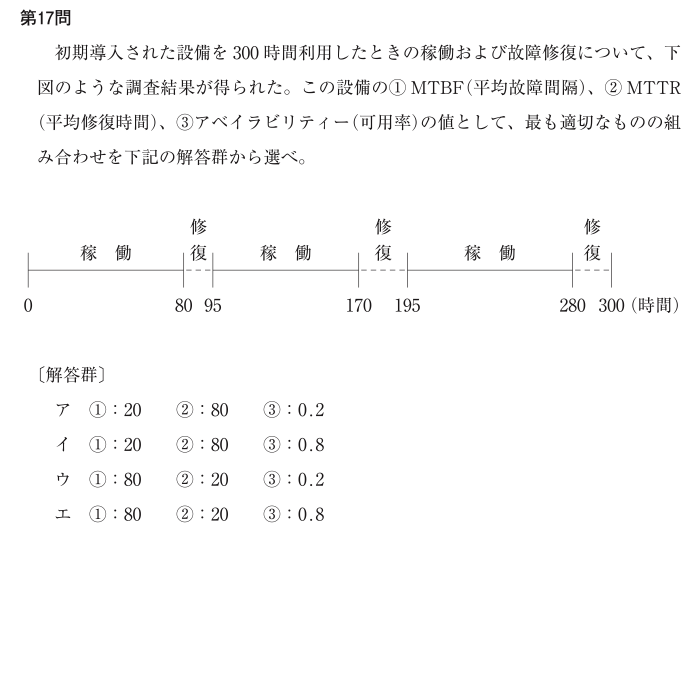 第17問
初期導入された設備を 300 時間利用したときの稼働および故障修復について、下
図のような調査結果が得られた。この設備の① MTBF(平均故障間隔)、② MTTR
(平均修復時間)、③アベイラビリティー(可用率)の値として、最も適切なものの組
み合わせを下記の解答群から選べ。
稼 働 修復 稼 働 修復 稼 働 修復
0 80 95 170 195 280 300 (時間)
〔解答群〕
ア ①：20 ②：80 ③：0.2
イ ①：20 ②：80 ③：0.8
ウ ①：80 ②：20 ③：0.2
エ ①：80 ②：20 ③：0.8